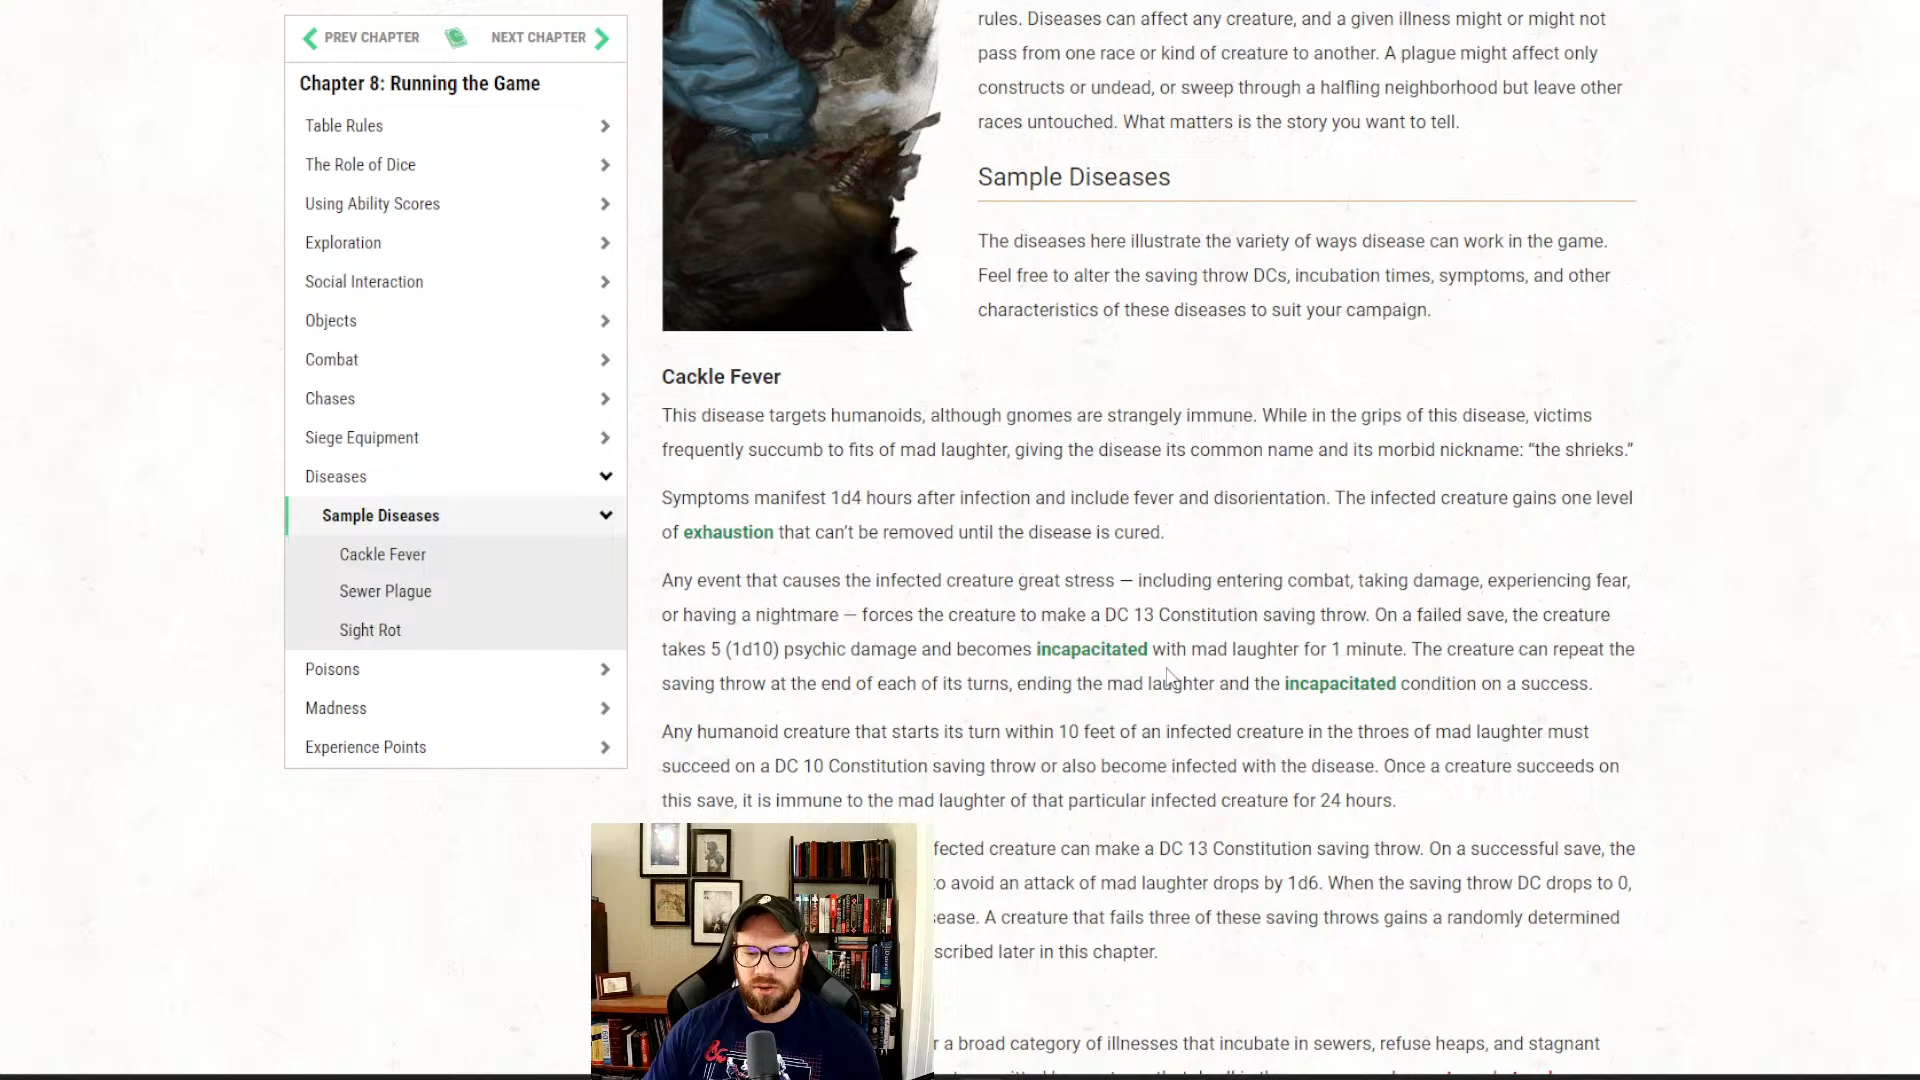 PREV CHAPTER
NEXT CHAPTER
Chapter 8: Running the Game
Table Rules
The Role of Dice
Using Ability Scores
Exploration
Social Interaction
Objects
Combat
Chases
Siege Equipment
Diseases
Sample Diseases
Cackle Fever
Sewer Plague
Sight Rot
Poisons
Madness
Experience Points
rules. Diseases can affect any creature, and a given illness might or might not
pass from one race or kind of creature to another. A plague might affect only
constructs or undead, or sweep through a halfling neighborhood but leave other
races untouched. What matters is the story you want to tell.
Sample Diseases
The diseases here illustrate the variety of ways disease can work in the game.
Feel free to alter the saving throw DCs, incubation times, symptoms, and other
characteristics of these diseases to suit your campaign.
Cackle Fever
This disease targets humanoids, although gnomes are strangely immune. While in the grips of this disease, victims
frequently succumb to fits of mad laughter, giving the disease its common name and its morbid nickname: “the shrieks.”
Symptoms manifest 1d4 hours after infection and include fever and disorientation. The infected creature gains one level
of exhaustion that can’t be removed until the disease is cured.
Any event that causes the infected creature great stress — including entering combat, taking damage, experiencing fear,
or having a nightmare — forces the creature to make a DC 13 Constitution saving throw. On a failed save, the creature
takes 5 (1d10) psychic damage and becomes incapacitated with mad laughter for 1 minute. The creature can repeat the
saving throw at the end of each of its turns, ending the mad laughter and the incapacitated condition on a success.
Any humanoid creature that starts its turn within 10 feet of an infected creature in the throes of mad laughter must
succeed on a DC 10 Constitution saving throw or also become infected with the disease. Once a creature succeeds on
this save, it is immune to the mad laughter of that particular infected creature for 24 hours.
fected creature can make a DC 13 Constitution saving throw. On a successful save, the
o avoid an attack of mad laughter drops by 1d6. When the saving throw DC drops to 0,
ease. A creature that fails three of these saving throws gains a randomly determined
scribed later in this chapter.
r a broad category of illnesses that incubate in sewers, refuse heaps, and stagnant